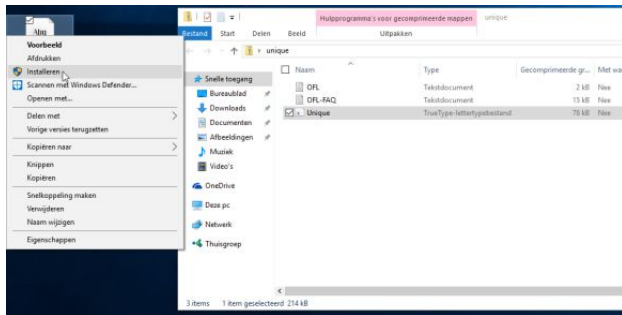 Abg
Voorbeeld
Afdrukken
Installeren
Scannen met Windows Defender...
Openen met...
Delen met
Vorige versies terugzetten
Kopiëren naar
Knippen
Kopiëren
Snelkoppeling maken
Verwijderen
Naam wijzigen
Eigenschappen
Hulpprogramma's voor gecomprimeerde mappen unique
Bestand Start Delen Beeld Uitpakken
unique
Naam Type Gecomprimeerde gr... Met wa
Snelle toegang
Bureaublad
Downloads
Documenten
Afbeeldingen
Muziek
Video's
OneDrive
Deze pc
Netwerk
Thuisgroep
OFL Tekstdocument 2 kB Nee
OFL-FAQ Tekstdocument 15 kB Nee
Unique TrueType-lettertypebestand 78 kB Nee
3 items 1 item geselecteerd 214 kB